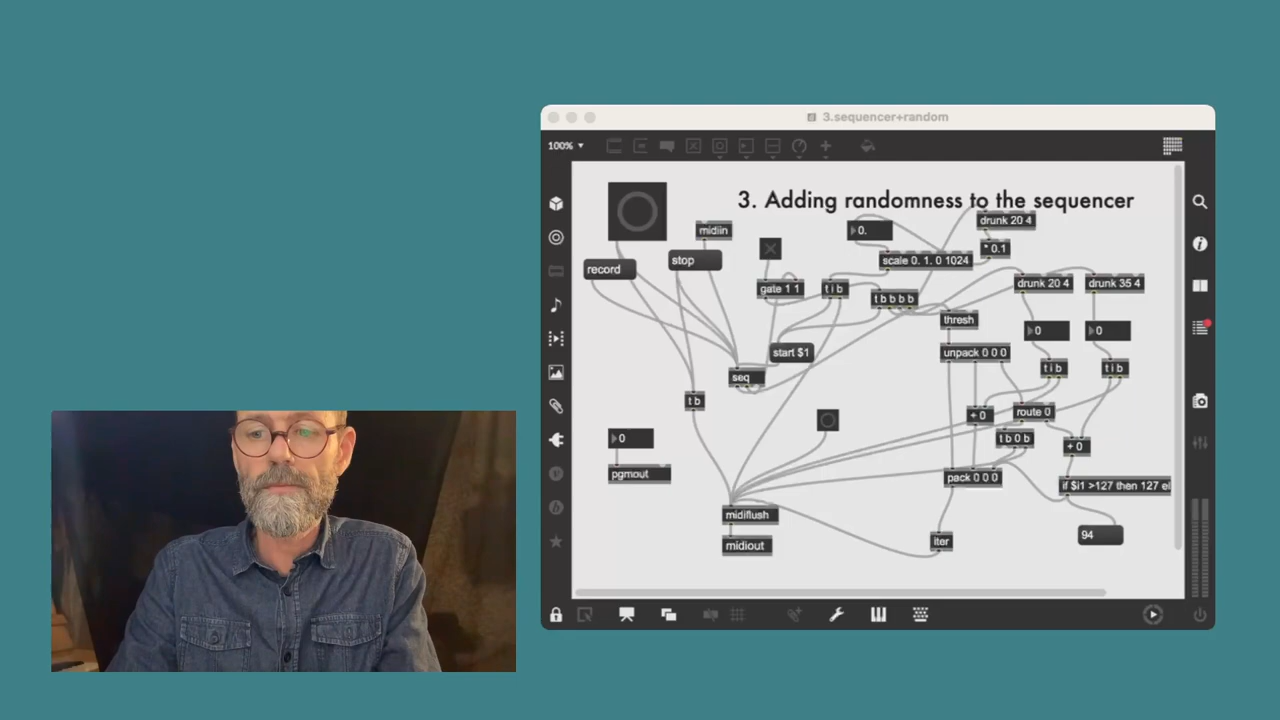 3.sequencer+random
100%
3. Adding randomness to the sequencer
drunk 20 4
midiin
0.
* 0.1
record
stop
scale 0. 1. 0 1024
gate 1 1
t i b
t b b b b
drunk 20 4
drunk 35 4
thresh
0
0
start $1
unpack 0 0 0
t i b
t i b
seq
t b
+ 0
route 0
0
t b 0 b
+ 0
pgmout
pack 0 0 0
if $i1 >127 then 127 el
midiflush
94
midiout
iter